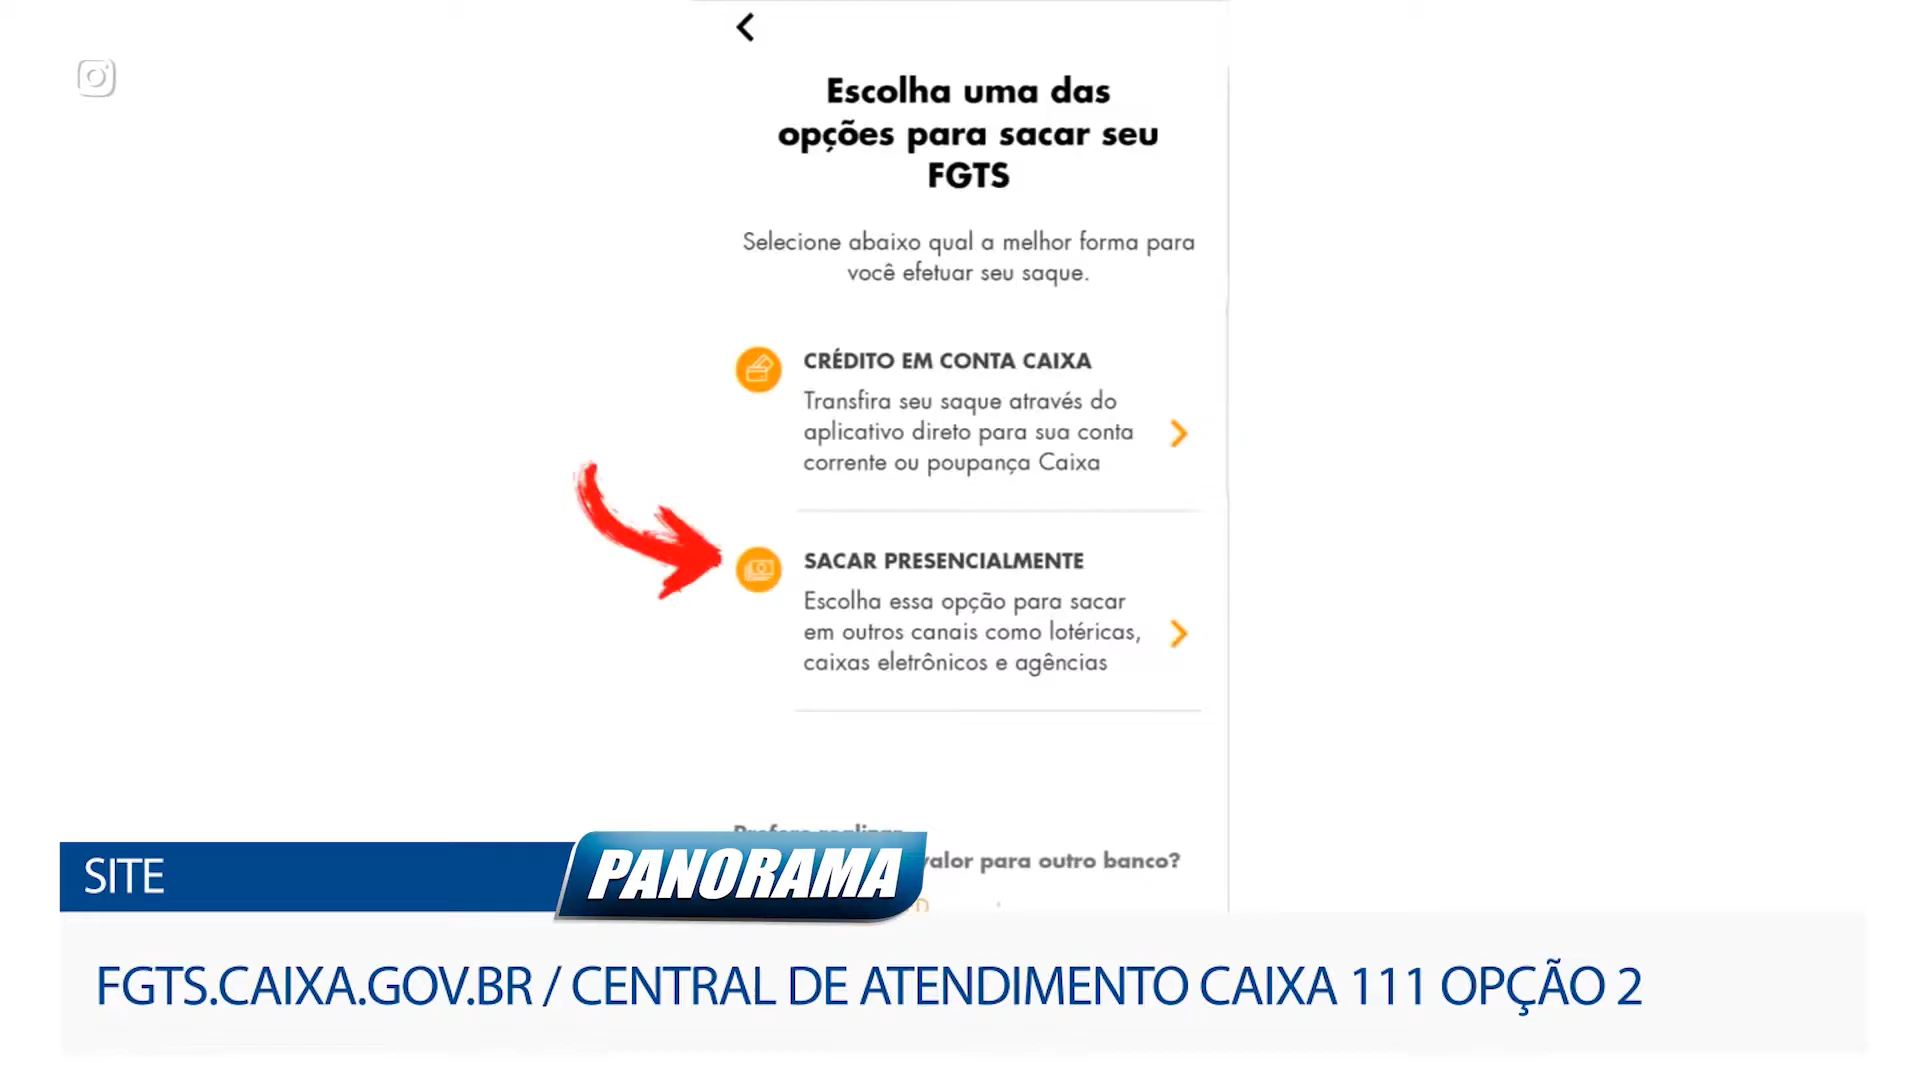 Escolha uma das
opções para sacar seu
FGTS
Selecione abaixo qual a melhor forma para
você efetuar seu saque.
CRÉDITO EM CONTA CAIXA
Transfira seu saque através do
aplicativo direto para sua conta
corrente ou poupança Caixa
SACAR PRESENCIALMENTE
Escolha essa opção para sacar
em outros canais como lotéricas,
caixas eletrônicos e agências
Prefere realizar
valor para outro banco?
SITE
PANORAMA
FGTS.CAIXA.GOV.BR / CENTRAL DE ATENDIMENTO CAIXA 111 OPÇÃO 2